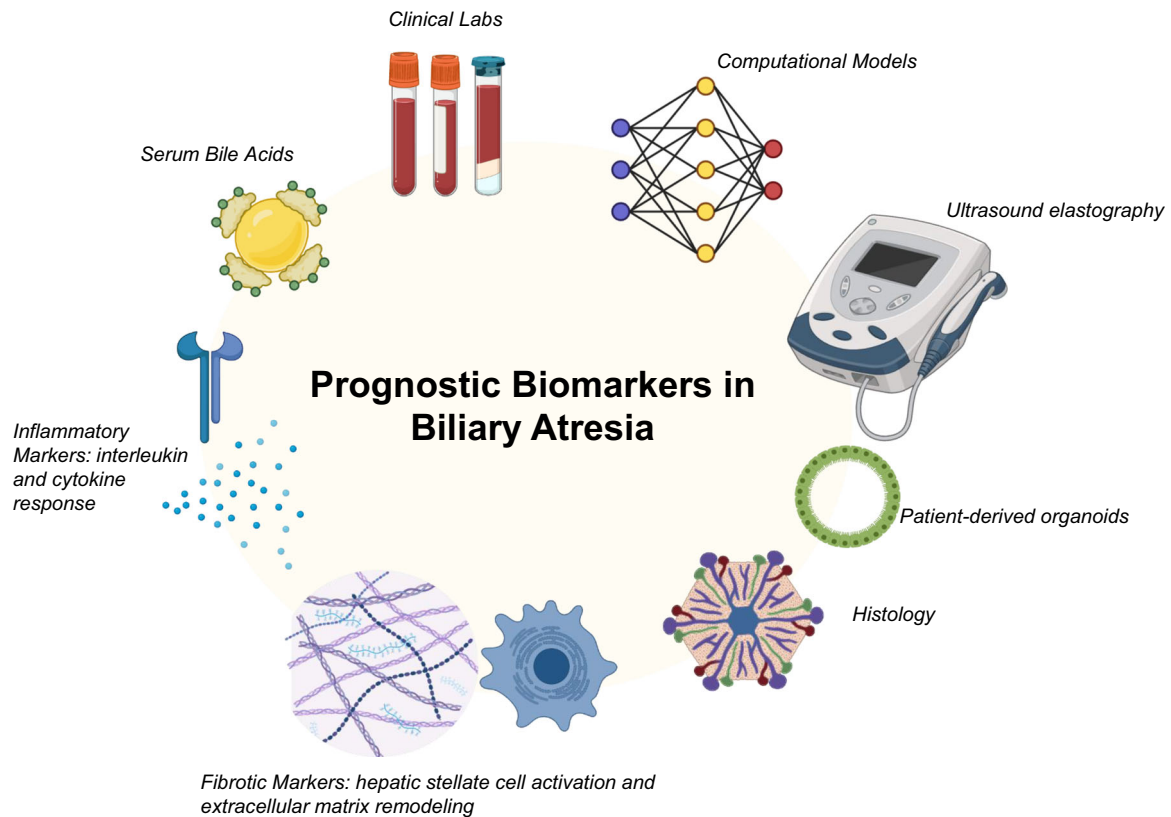 Clinical Labs
Computational Models
Serum Bile Acids
Ultrasound elastography
Prognostic Biomarkers in
Biliary Atresia
Inflammatory
Markers: interleukin
and cytokine
response
Patient-derived organoids
Histology
Fibrotic Markers: hepatic stellate cell activation and
extracellular matrix remodeling